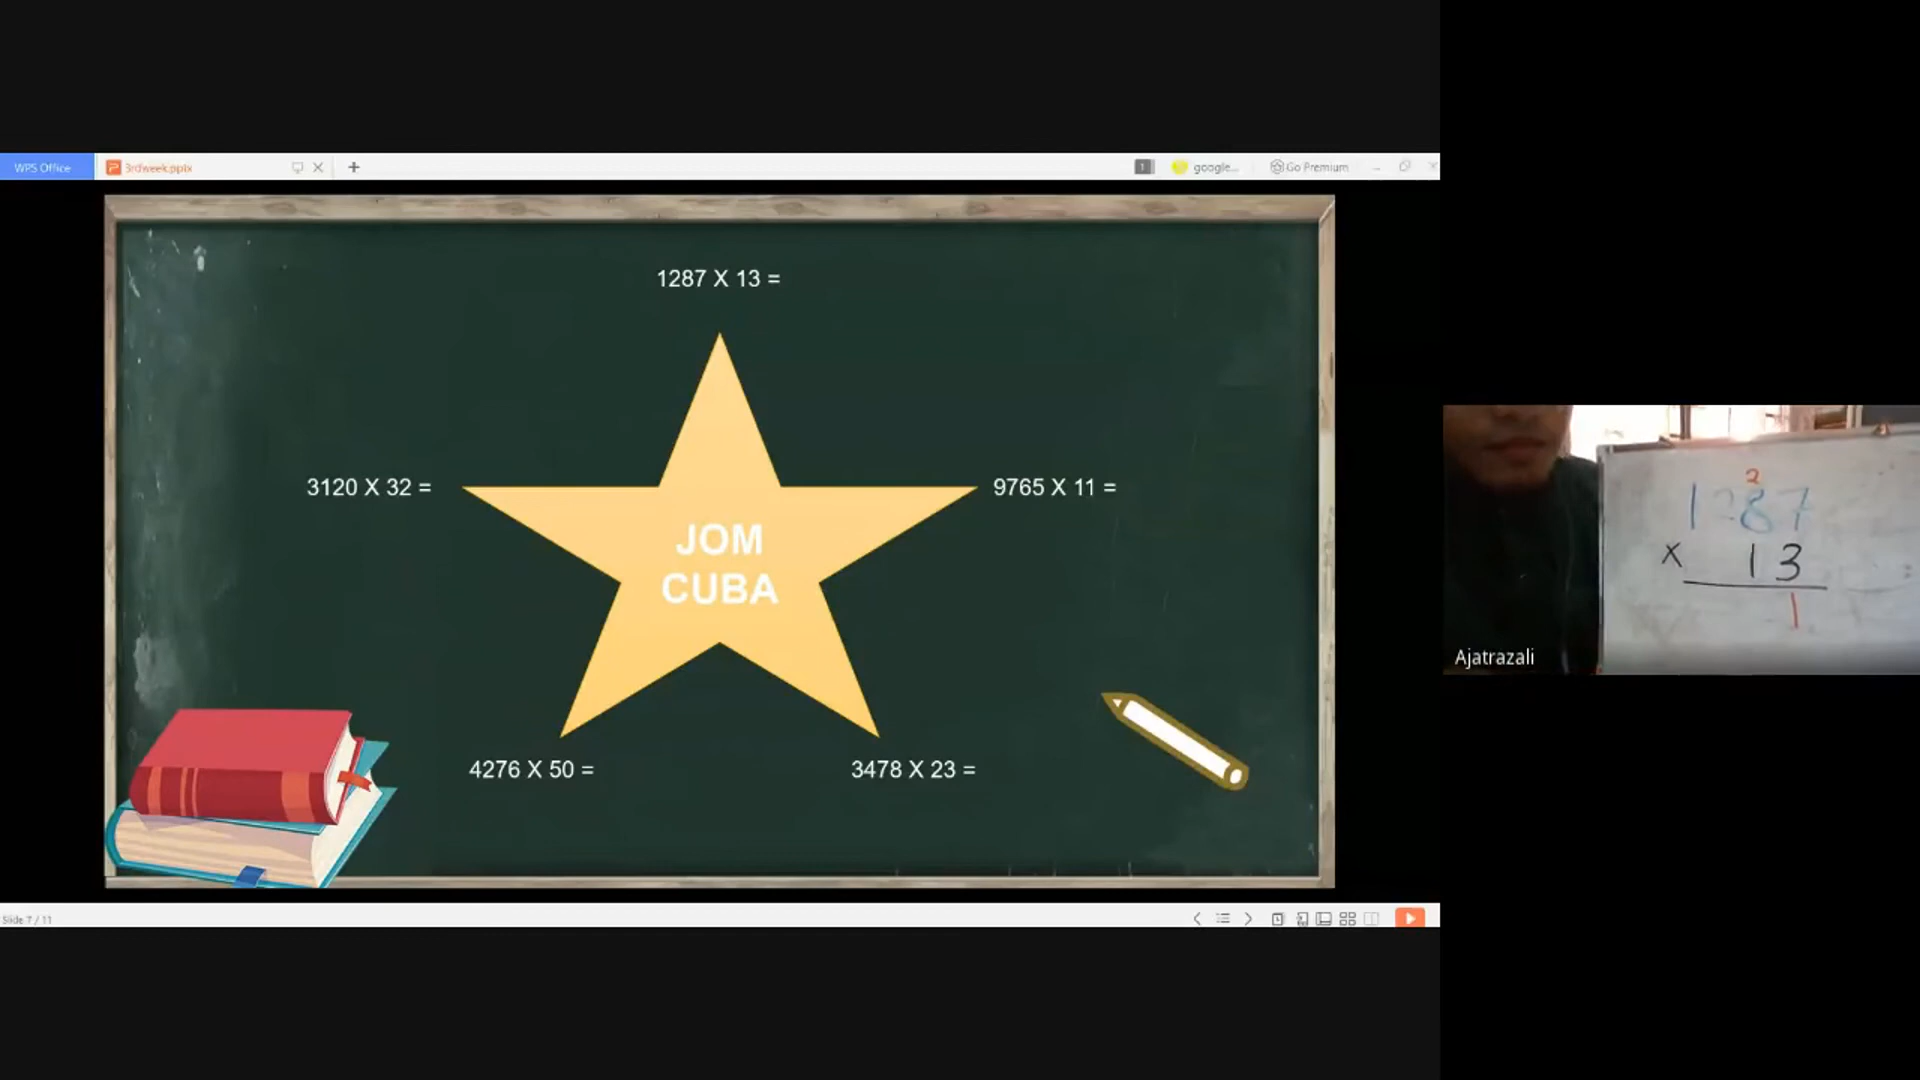 WPS Office
3rdweek.pptx
1
google...
Go Premium
1287 X 13 =
3120 X 32 =
9765 X 11 =
JOM
CUBA
4276 X 50 =
3478 X 23 =
Slide 7 / 11
2
1287
X 13
1
Ajatrazali